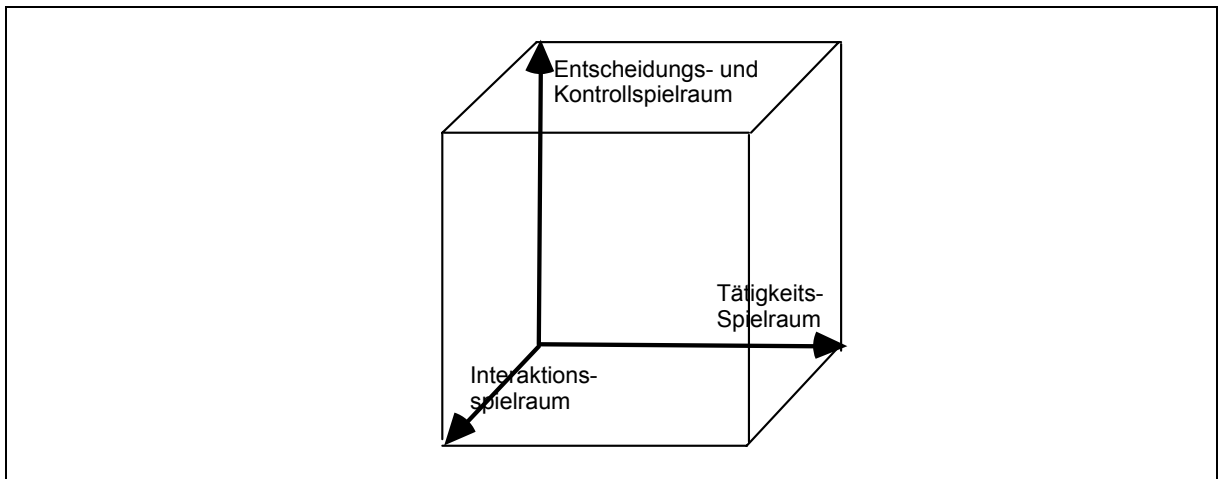 Entscheidungs- und
Kontrollspielraum
Tätigkeits-
Spielraum
Interaktions-
spielraum